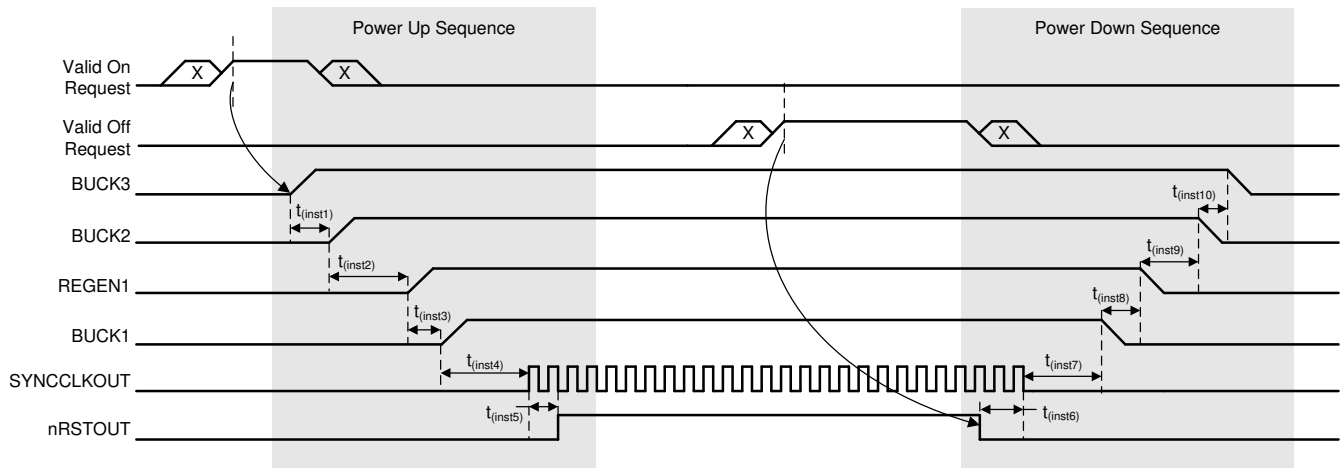 Power Up Sequence
Power Down Sequence
Valid On
Request
X
X
Valid Off
Request
X
X
BUCK3
t(inst1)
t(inst10)
BUCK2
t(inst2)
t(inst9)
REGEN1
t(inst3)
t(inst8)
BUCK1
t(inst4)
t(inst7)
SYNCCLKOUT
t(inst5)
t(inst6)
nRSTOUT